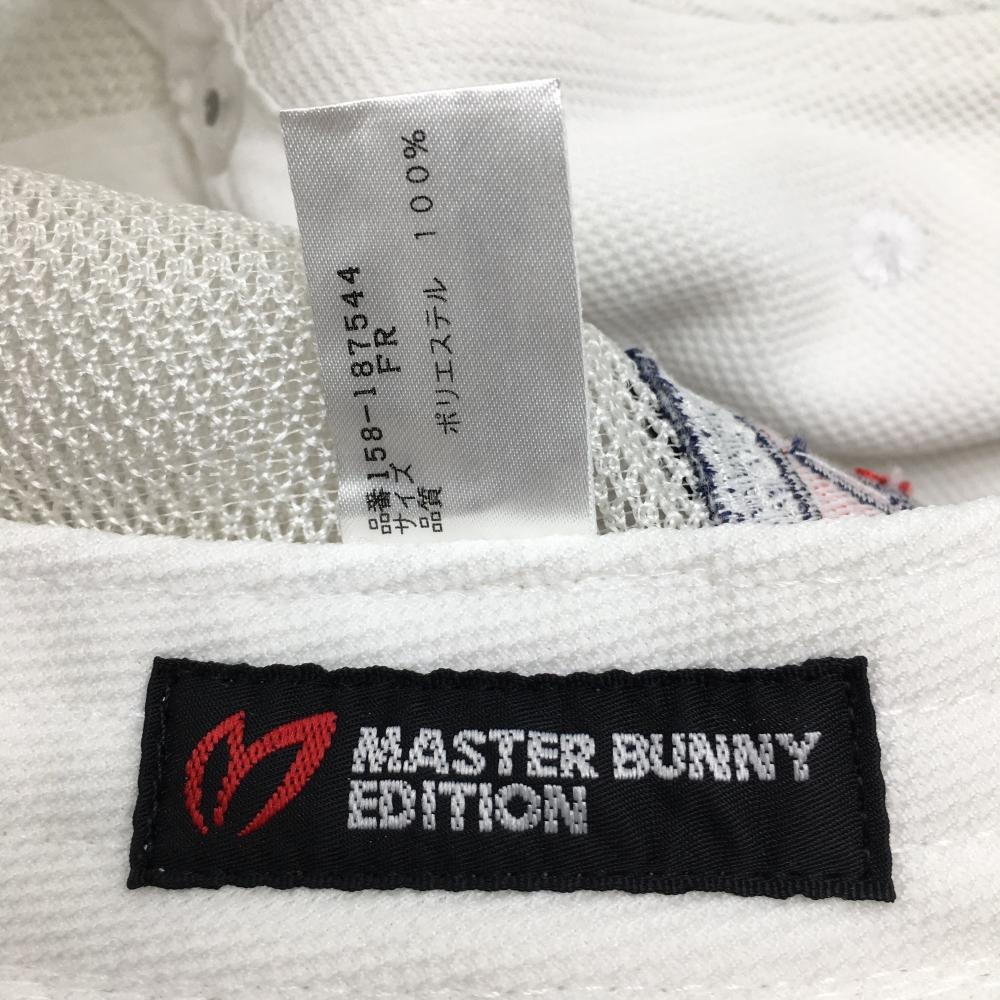 品番 158-187544
サイズ FR
品質 ポリエステル 100%
MASTER BUNNY
EDITION